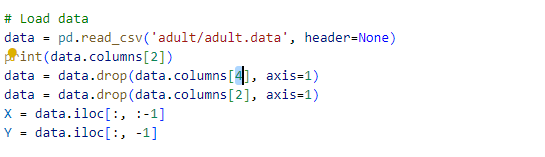 # Load data
data = pd.read_csv('adult/adult.data', header=None)
print(data.columns[2])
data = data.drop(data.columns[4], axis=1)
data = data.drop(data.columns[2], axis=1)
X = data.iloc[:, :-1]
Y = data.iloc[:, -1]